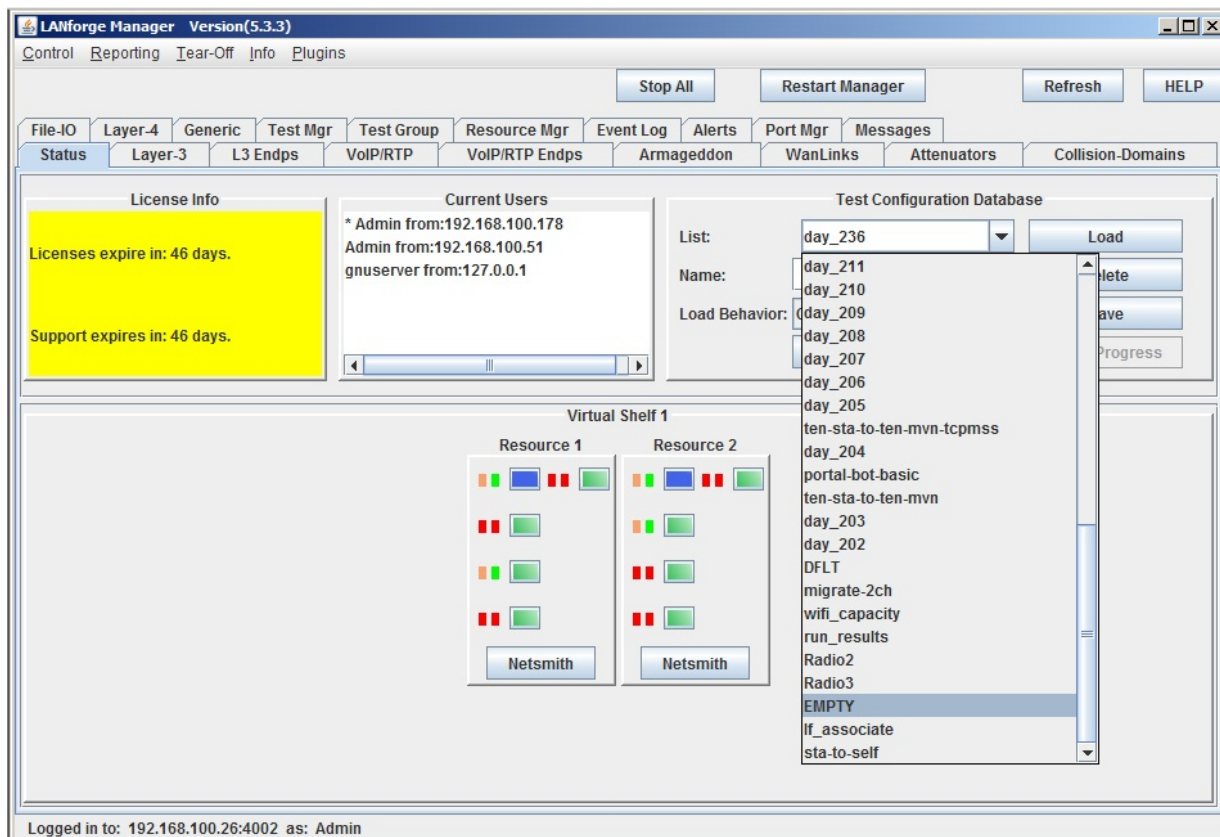 LANforge Manager Version(5.3.3)
Control Reporting Tear-Off Info Plugins
Stop All Restart Manager Refresh HELP
File-IO Layer-4 Generic Test Mgr Test Group Resource Mgr Event Log Alerts Port Mgr Messages
Status Layer-3 L3 Endps VoIP/RTP VoIP/RTP Endps Armageddon WanLinks Attenuators Collision-Domains
License Info
Licenses expire in: 46 days.
Support expires in: 46 days.
Current Users
* Admin from:192.168.100.178
Admin from:192.168.100.51
gnuserver from:127.0.0.1
Test Configuration Database
List: day_236 Load
Name: elete
Load Behavior: ave
Progress
day_211
day_210
day_209
day_208
day_207
day_206
day_205
ten-sta-to-ten-mvn-tcpmss
day_204
portal-bot-basic
ten-sta-to-ten-mvn
day_203
day_202
DFLT
migrate-2ch
wifi_capacity
run_results
Radio2
Radio3
EMPTY
lf_associate
sta-to-self
Virtual Shelf 1
Resource 1 Resource 2
Netsmith Netsmith
Logged in to: 192.168.100.26:4002 as: Admin